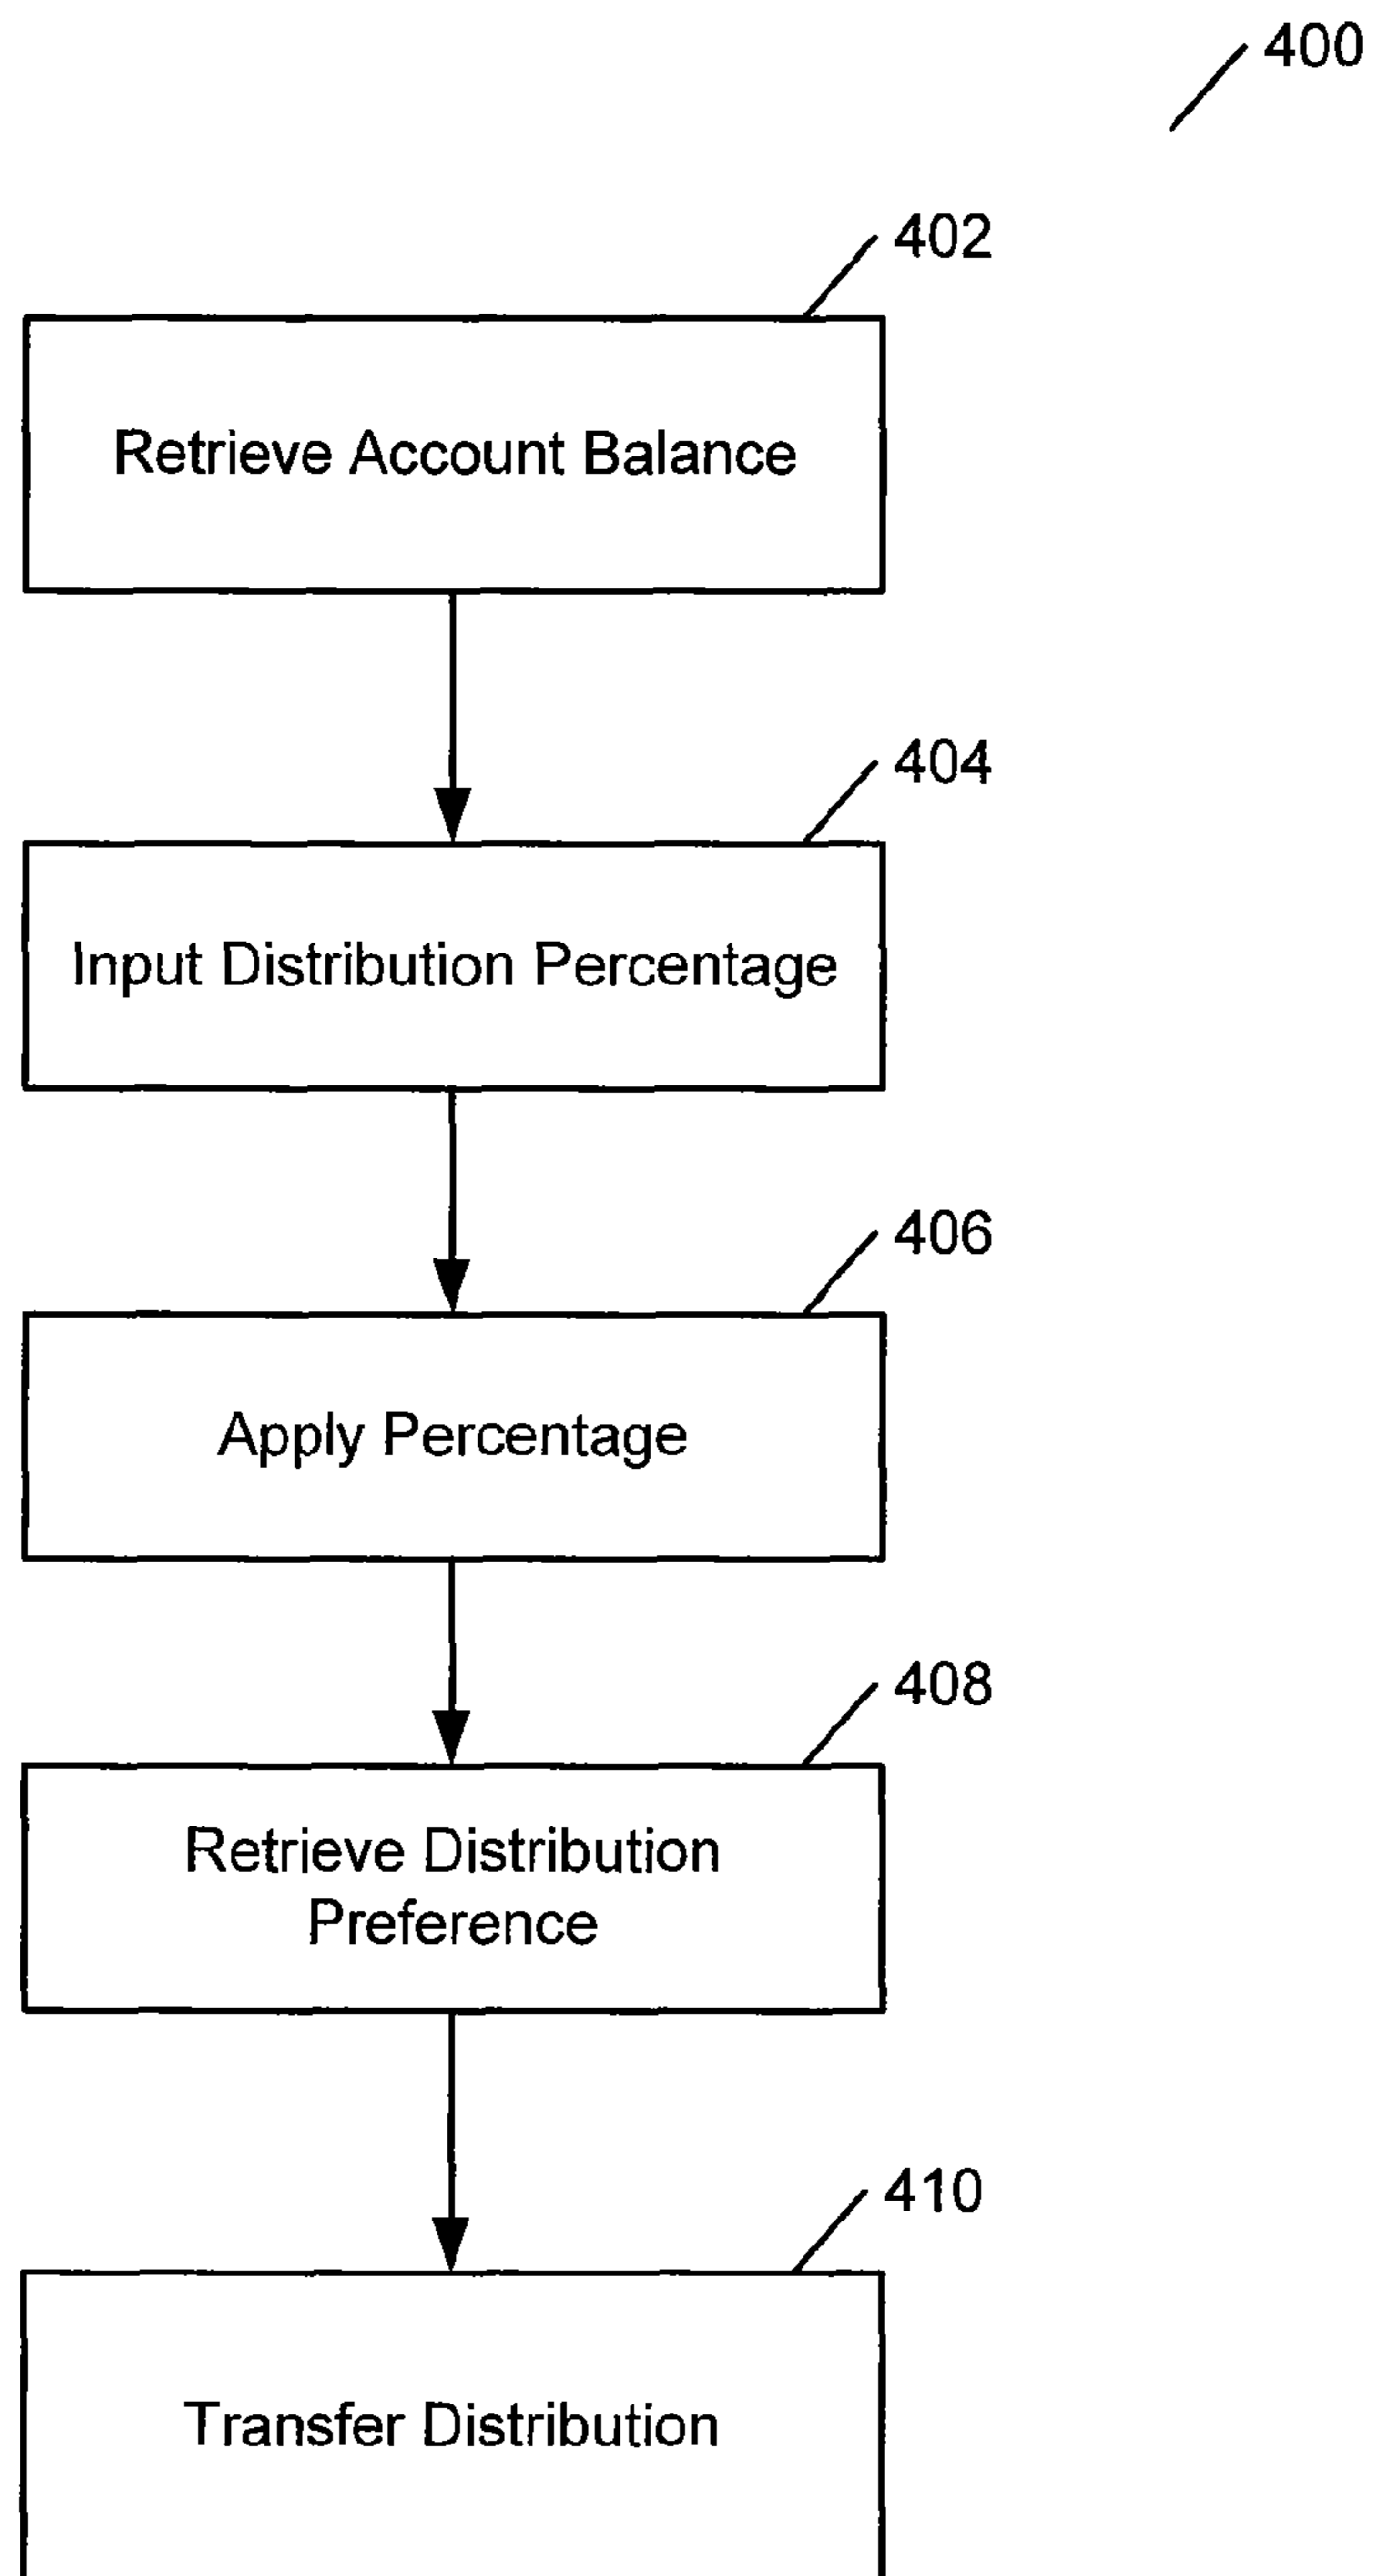 400
402
Retrieve Account Balance
404
Input Distribution Percentage
406
Apply Percentage
408
Retrieve Distribution
Preference
410
Transfer Distribution